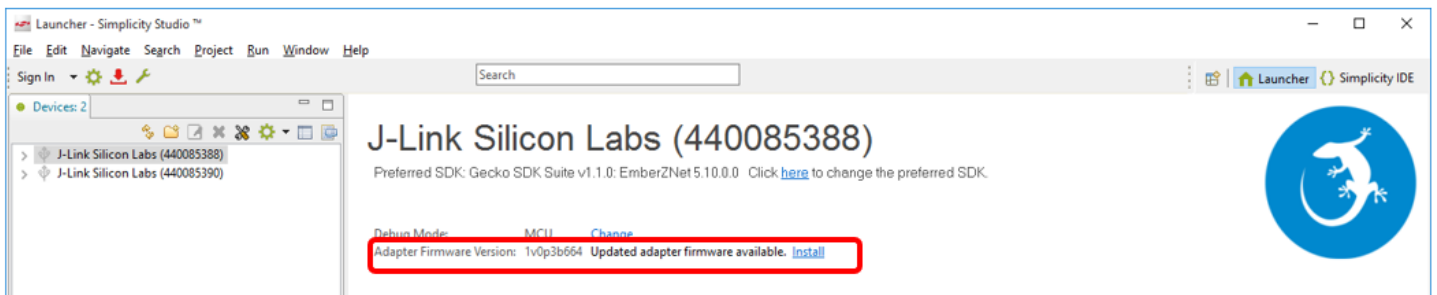 Launcher - Simplicity Studio ™
File Edit Navigate Search Project Run Window Help
Sign In Search Launcher Simplicity IDE
Devices: 2
J-Link Silicon Labs (440085388)
J-Link Silicon Labs (440085390)
J-Link Silicon Labs (440085388)
Preferred SDK: Gecko SDK Suite v1.1.0: EmberZNet 5.10.0.0 Click here to change the preferred SDK.
Debug Mode: MCU Change
Adapter Firmware Version: 1v0p3b664 Updated adapter firmware available. Install